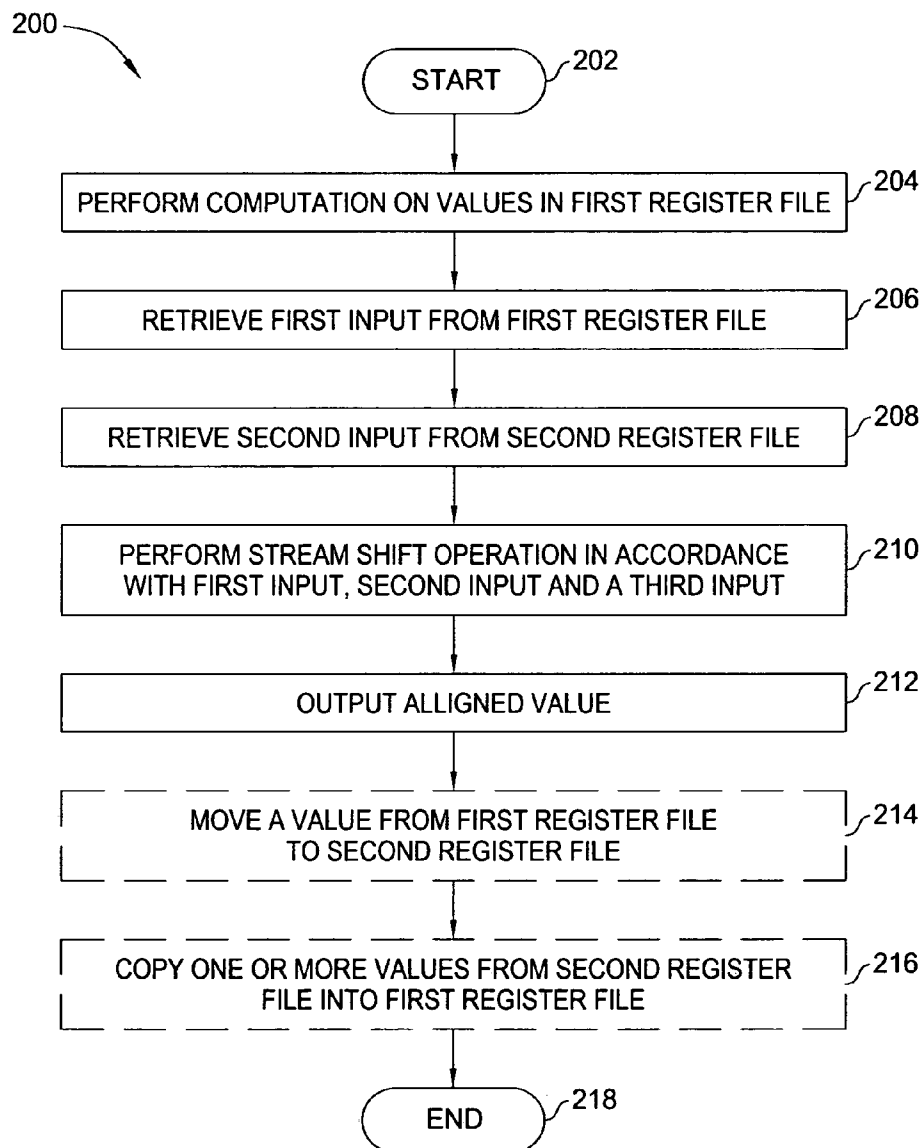 200
START
202
PERFORM COMPUTATION ON VALUES IN FIRST REGISTER FILE
204
RETRIEVE FIRST INPUT FROM FIRST REGISTER FILE
206
RETRIEVE SECOND INPUT FROM SECOND REGISTER FILE
208
PERFORM STREAM SHIFT OPERATION IN ACCORDANCE
WITH FIRST INPUT, SECOND INPUT AND A THIRD INPUT
210
OUTPUT ALLIGNED VALUE
212
MOVE A VALUE FROM FIRST REGISTER FILE
TO SECOND REGISTER FILE
214
COPY ONE OR MORE VALUES FROM SECOND REGISTER
FILE INTO FIRST REGISTER FILE
216
END
218